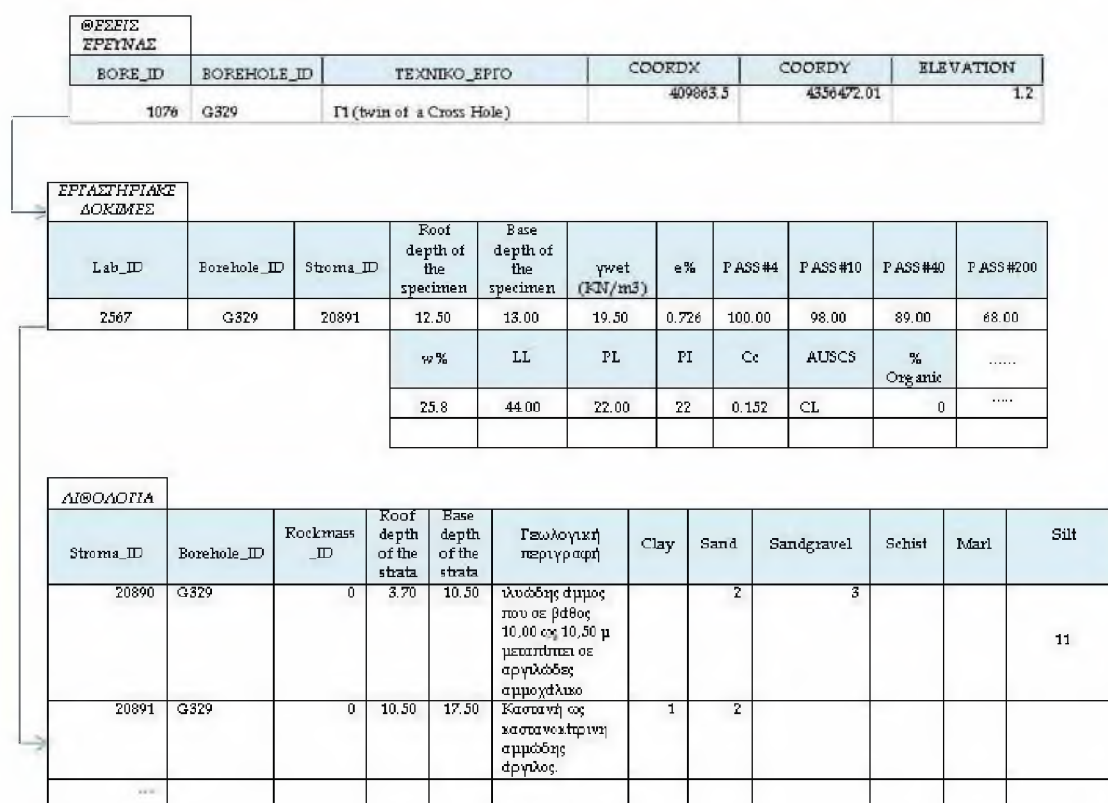 ΘΕΣΕΙΣ
ΈΡΕΥΝΑΣ
BORE_ID BOREHOLE_ID ΤΕΧΝΙΚΟ_ΕΡΓΟ COORDX COORDY ELEVATION
1076 G329 Γ1 (twin of a Cross Hole) 409863.5 4356472.01 1.2
ΕΡΓΑΣΤΗΡΙΑΚΕ
ΔΟΚΙΜΕΣ
Lab_ID Borehole_ID Stroma_ID Roof depth of the specimen Base depth of the specimen γwet (KN/m3) e% PASS#4 PASS#10 PASS#40 PASS#200
2567 G329 20891 12.50 13.00 19.50 0.726 100.00 98.00 89.00 68.00
w% LL PL PI Cc AUSCS % Organic ......
25.8 44.00 22.00 22 0.152 CL 0 .....
ΛΙΘΟΛΟΓΙΑ
Stroma_ID Borehole_ID Rockmass _ID Roof depth of the strata Base depth of the strata Γεωλογική περιγραφή Clay Sand Sandgravel Schist Marl Silt
20890 G329 0 3.70 10.50 ιλυώδης άμμος 2 3
που σε βάθος
10,00 ως 10,50 μ
μεταπίπτει σε 11
αργιλώδες
αμμοχάλικο
20891 G329 0 10.50 17.50 Καστανή ως 1 2
καστανοκίτρινη
αμμώδης
άργιλος.
...